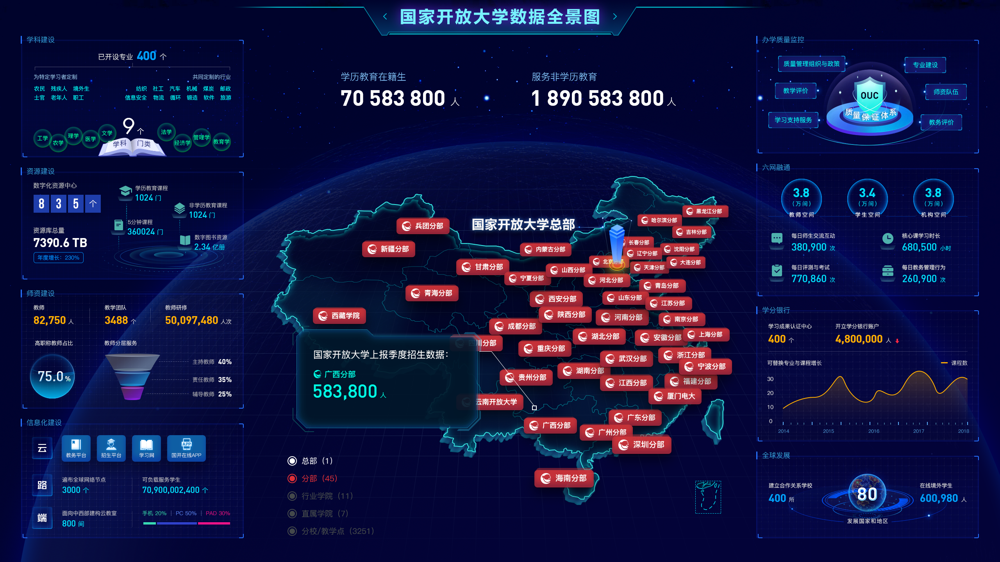 国家开放大学数据全景图
学科建设
已开设专业 400 个
为特定学习者定制
共同定制的行业
农民 残疾人 境外生
士官 老年人 职工
纺织 社工 汽车 机械 煤炭 邮政
信息安全 物流 循环 锻造 软件 旅游
9个
工学
农学
理学
医学
文学
学科 门类
法学
经济学
管理学
教育学
资源建设
数字化资源中心
8 3 5 个
资源库总量
7390.6 TB
年度增长：230%
学历教育课程
1024 门
非学历教育课程
1024 门
5分钟课程
360024 门
数字图书资源
2.34 亿册
师资建设
教师
82,750 人
教学团队
3488 个
教师研修
50,097,480 人次
高职称教师占比
75.0%
教师分层服务
主持教师 40%
责任教师 35%
辅导教师 25%
信息化建设
云
教务平台
招生平台
学习网
APP
国开在线APP
路
遍布全球网络节点
3000 个
可负载服务学生
70,900,002,400 个
端
面向中西部建构云教室
800 间
手机 20% | PC 50% | PAD 30%
学历教育在籍生
70 583 800 人
服务非学历教育
1 890 583 800 人
国家开放大学总部
黑龙江分部
哈尔滨分部
吉林分部
长春分部
沈阳分部
辽宁分部
大连分部
天津分部
北京分部
兵团分部
新疆分部
内蒙古分部
甘肃分部
宁夏分部
山西分部
河北分部
青岛分部
青海分部
西安分部
山东分部
江苏分部
西藏学院
陕西分部
河南分部
南京分部
成都分部
湖北分部
安徽分部
上海分部
四川分部
重庆分部
武汉分部
浙江分部
宁波分部
湖南分部
贵州分部
江西分部
福建分部
厦门电大
云南开放大学
广东分部
广西分部
广州分部
深圳分部
海南分部
国家开放大学上报季度招生数据：
广西分部
583,800 人
总部（1）
分部（45）
行业学院（11）
直属学院（7）
分校/教学点（3251）
办学质量监控
质量管理组织与政策
教学评价
学习支持服务
专业建设
师资队伍
教务评价
OUC
质量保证体系
六网融通
3.8
（万间）
教师空间
3.4
（万间）
学生空间
3.8
（万间）
机构空间
每日师生交流互动
380,900 次
核心课学习时长
680,500 小时
每日评测与考试
770,860 次
每日教务管理行为
260,900 次
学分银行
学习成果认证中心
400 个
开立学分银行账户
4,800,000 人
可替换专业与课程增长
课程数
30
20
10
0
2014 2015 2016 2017 2018
全球发展
建立合作关系学校
400 所
80
发展国家和地区
在线境外学生
600,980 人